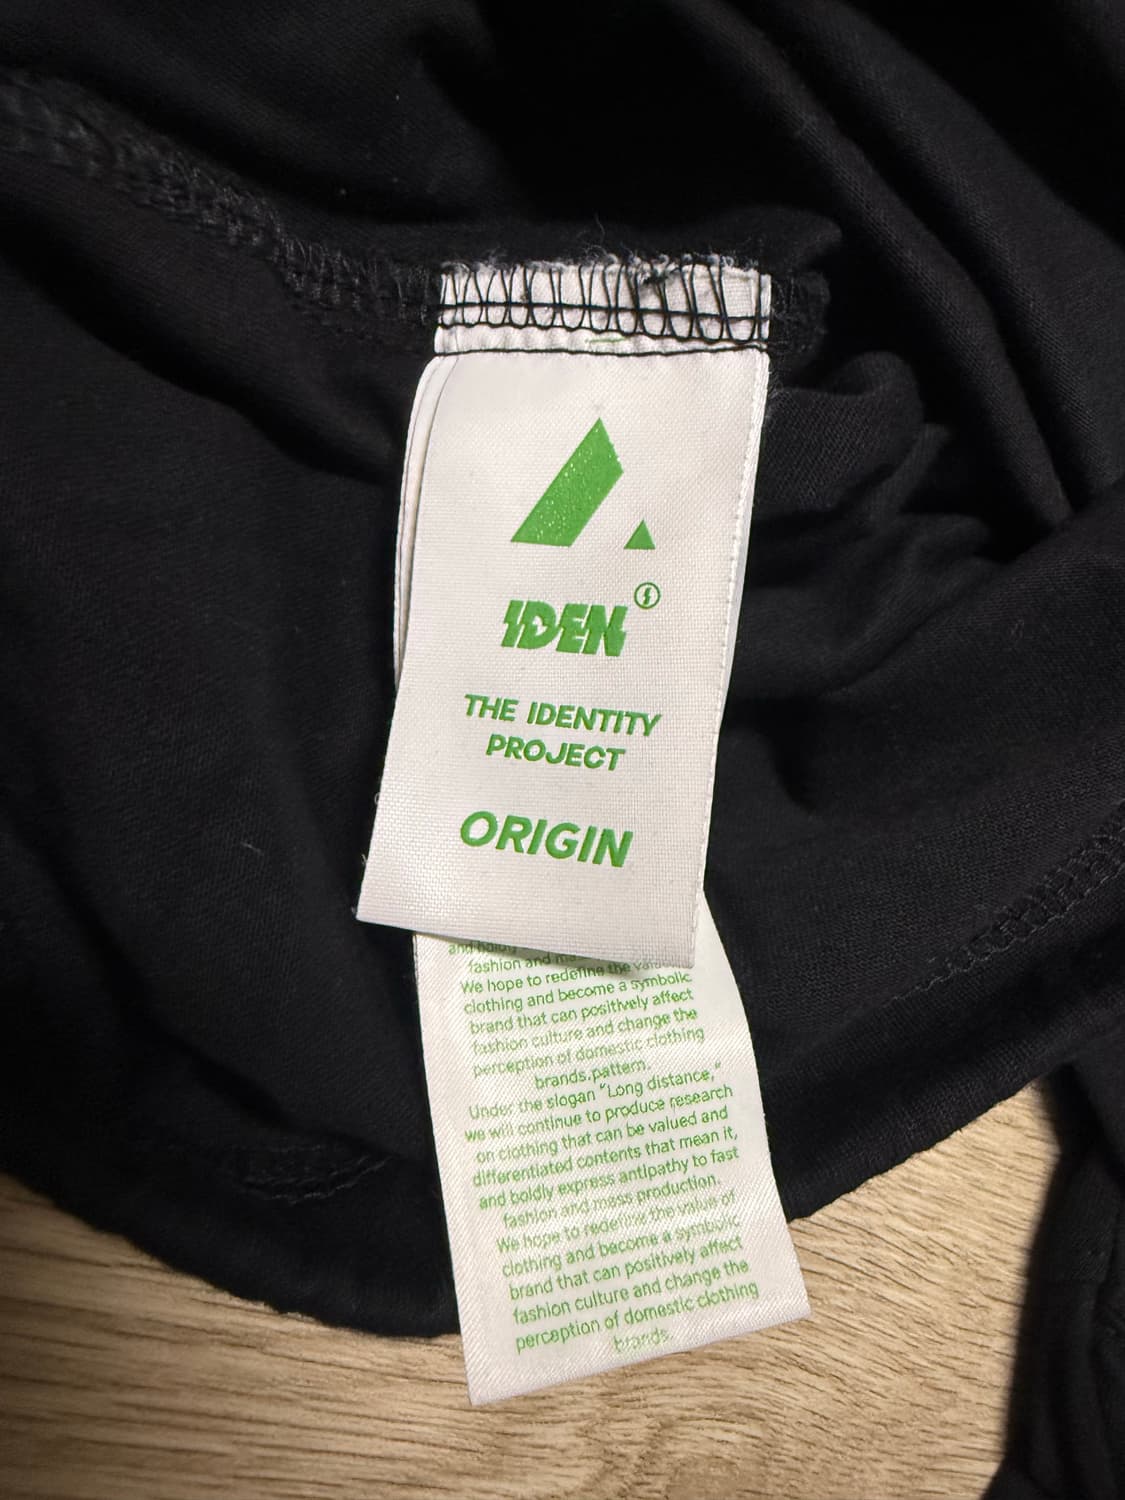 IDEN
THE IDENTITY
PROJECT
ORIGIN
and boldly
fashion and
We hope to redefine the
clothing and become a symbolic
brand that can positively affect
fashion culture and change the
perception of domestic clothing
brands.pattern.
Under the slogan "Long distance,"
we will continue to produce research
on clothing that can be valued and
differentiated contents that mean it,
and boldly express antipathy to fast
fashion and mass production.
We hope to redefine the value of
clothing and become a symbolic
brand that can positively affect
fashion culture and change the
perception of domestic clothing
brands.